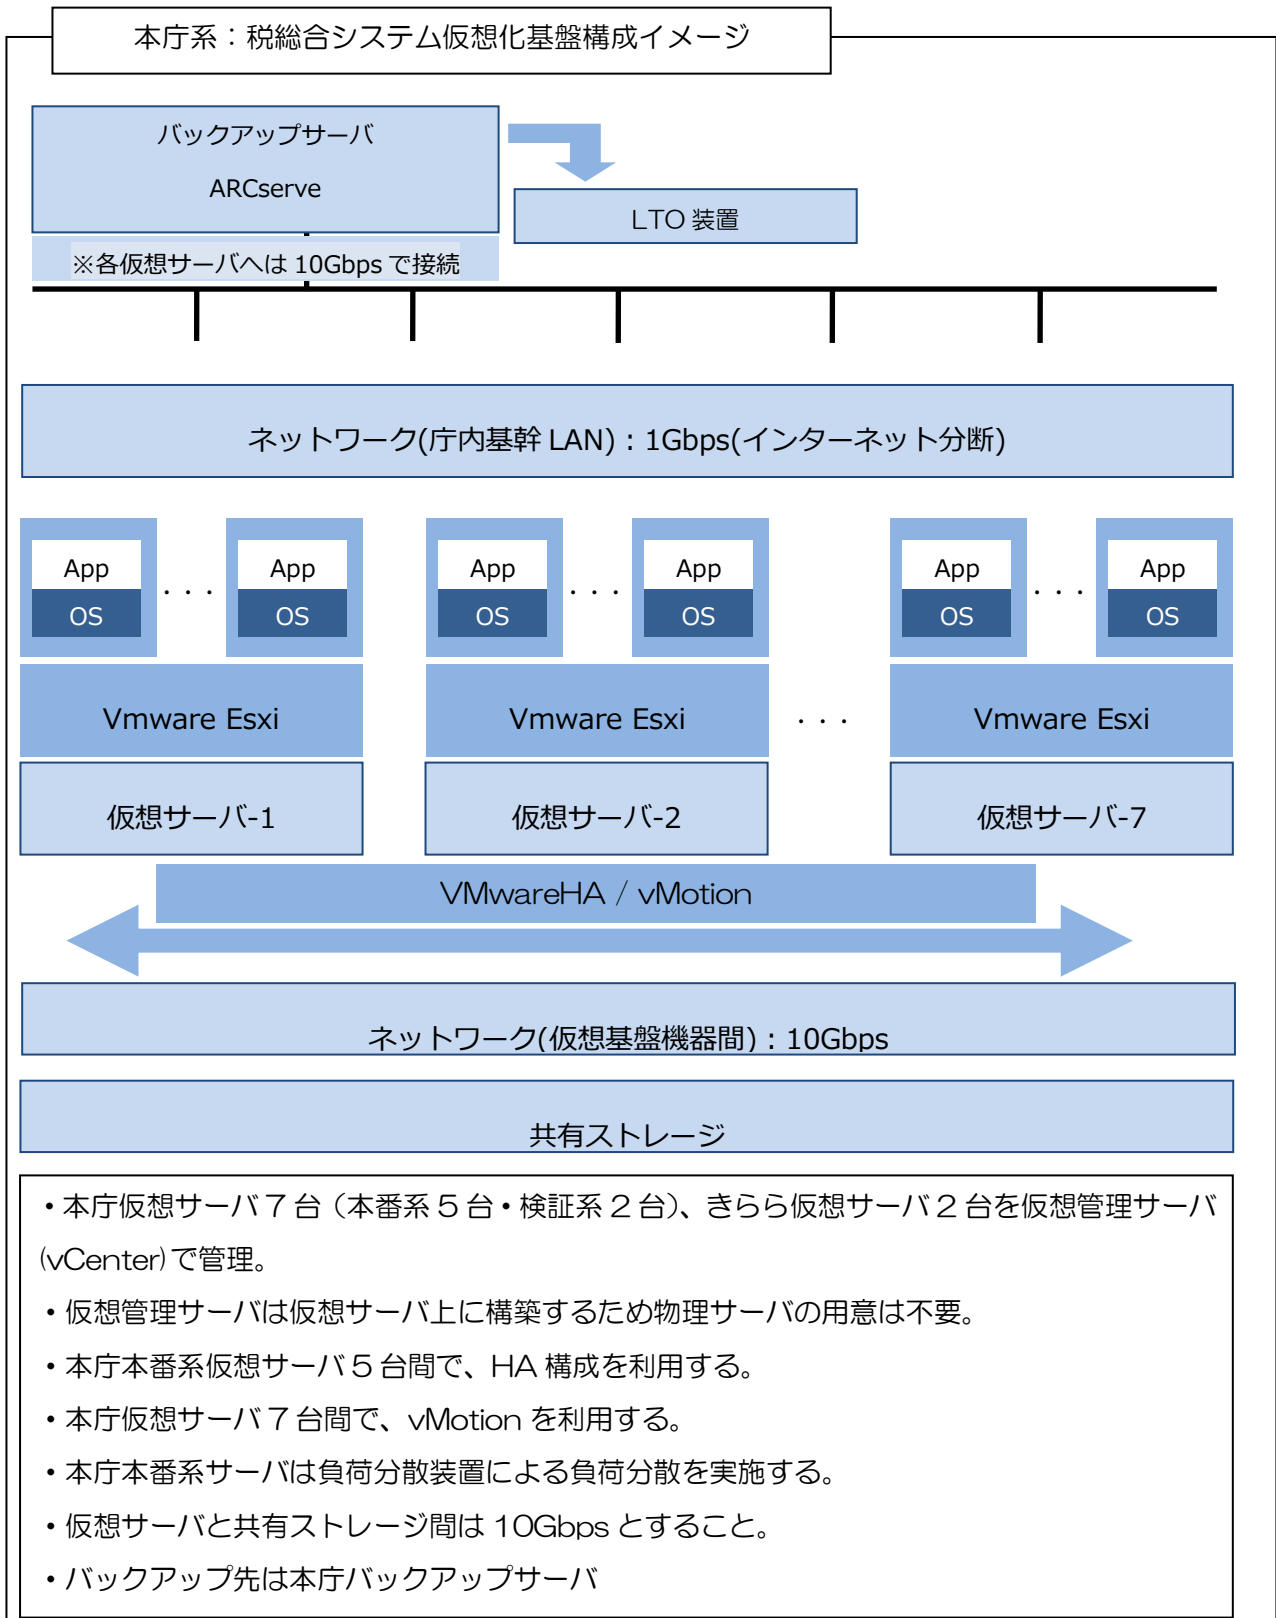 本庁系：税総合システム仮想化基盤構成イメージ
バックアップサーバ
ARCserve
LTO 装置
※各仮想サーバへは 10Gbps で接続
ネットワーク(庁内基幹 LAN)：1Gbps(インターネット分断)
App ・・・ App App ・・・ App App ・・・ App
OS OS OS OS OS OS
Vmware Esxi Vmware Esxi ・・・ Vmware Esxi
仮想サーバ-1 仮想サーバ-2 仮想サーバ-7
VMwareHA / vMotion
ネットワーク(仮想基盤機器間)：10Gbps
共有ストレージ
・本庁仮想サーバ７台（本番系５台・検証系２台）、きらら仮想サーバ２台を仮想管理サーバ
(vCenter)で管理。
・仮想管理サーバは仮想サーバ上に構築するため物理サーバの用意は不要。
・本庁本番系仮想サーバ５台間で、HA 構成を利用する。
・本庁仮想サーバ７台間で、vMotion を利用する。
・本庁本番系サーバは負荷分散装置による負荷分散を実施する。
・仮想サーバと共有ストレージ間は 10Gbps とすること。
・バックアップ先は本庁バックアップサーバ